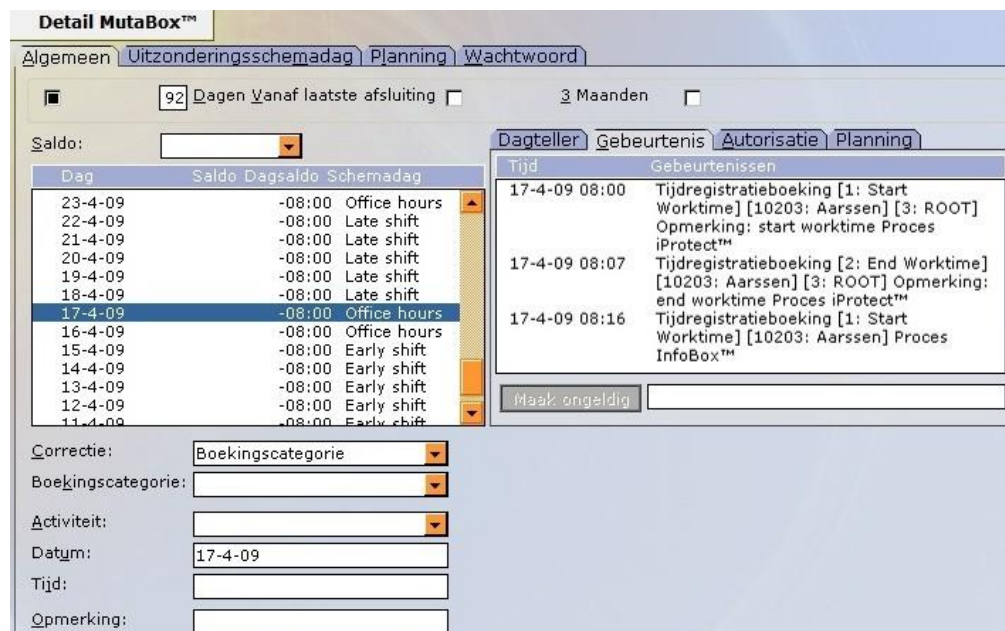 Detail MutaBox™
Algemeen Uitzonderingsschemadag Planning Wachtwoord
92 Dagen Vanaf laatste afsluiting 3 Maanden
Saldo:
Dag Saldo Dagsaldo Schemadag
23-4-09 -08:00 Office hours
22-4-09 -08:00 Late shift
21-4-09 -08:00 Late shift
20-4-09 -08:00 Late shift
19-4-09 -08:00 Late shift
18-4-09 -08:00 Late shift
17-4-09 -08:00 Office hours
16-4-09 -08:00 Office hours
15-4-09 -08:00 Early shift
14-4-09 -08:00 Early shift
13-4-09 -08:00 Early shift
12-4-09 -08:00 Early shift
11-4-09 -08:00 Early shift
Dagteller Gebeurtenis Autorisatie Planning
Tijd Gebeurtenissen
17-4-09 08:00 Tijdregistratieboeking [1: Start
Worktime] [10203: Aarssen] [3: ROOT]
Opmerking: start worktime Proces
iProtect™
17-4-09 08:07 Tijdregistratieboeking [2: End Worktime]
[10203: Aarssen] [3: ROOT] Opmerking:
end worktime Proces iProtect™
17-4-09 08:16 Tijdregistratieboeking [1: Start
Worktime] [10203: Aarssen] Proces
InfoBox™
Maak ongeldig
Correctie: Boekingscategorie
Boekingscategorie:
Activiteit:
Datum: 17-4-09
Tijd:
Opmerking: